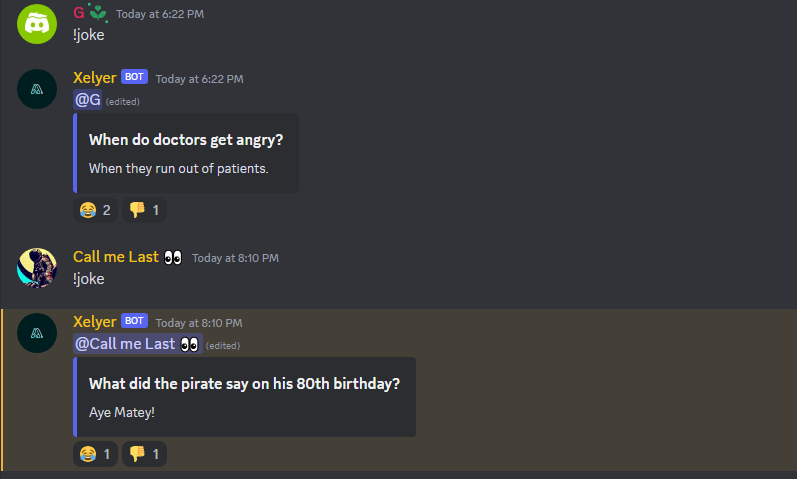 G Today at 6:22 PM
!joke
Xelyer BOT Today at 6:22 PM
@G (edited)
When do doctors get angry?
When they run out of patients.
😂 2 👎 1
Call me Last 👀 Today at 8:10 PM
!joke
Xelyer BOT Today at 8:10 PM
@Call me Last 👀 (edited)
What did the pirate say on his 80th birthday?
Aye Matey!
😂 1 👎 1